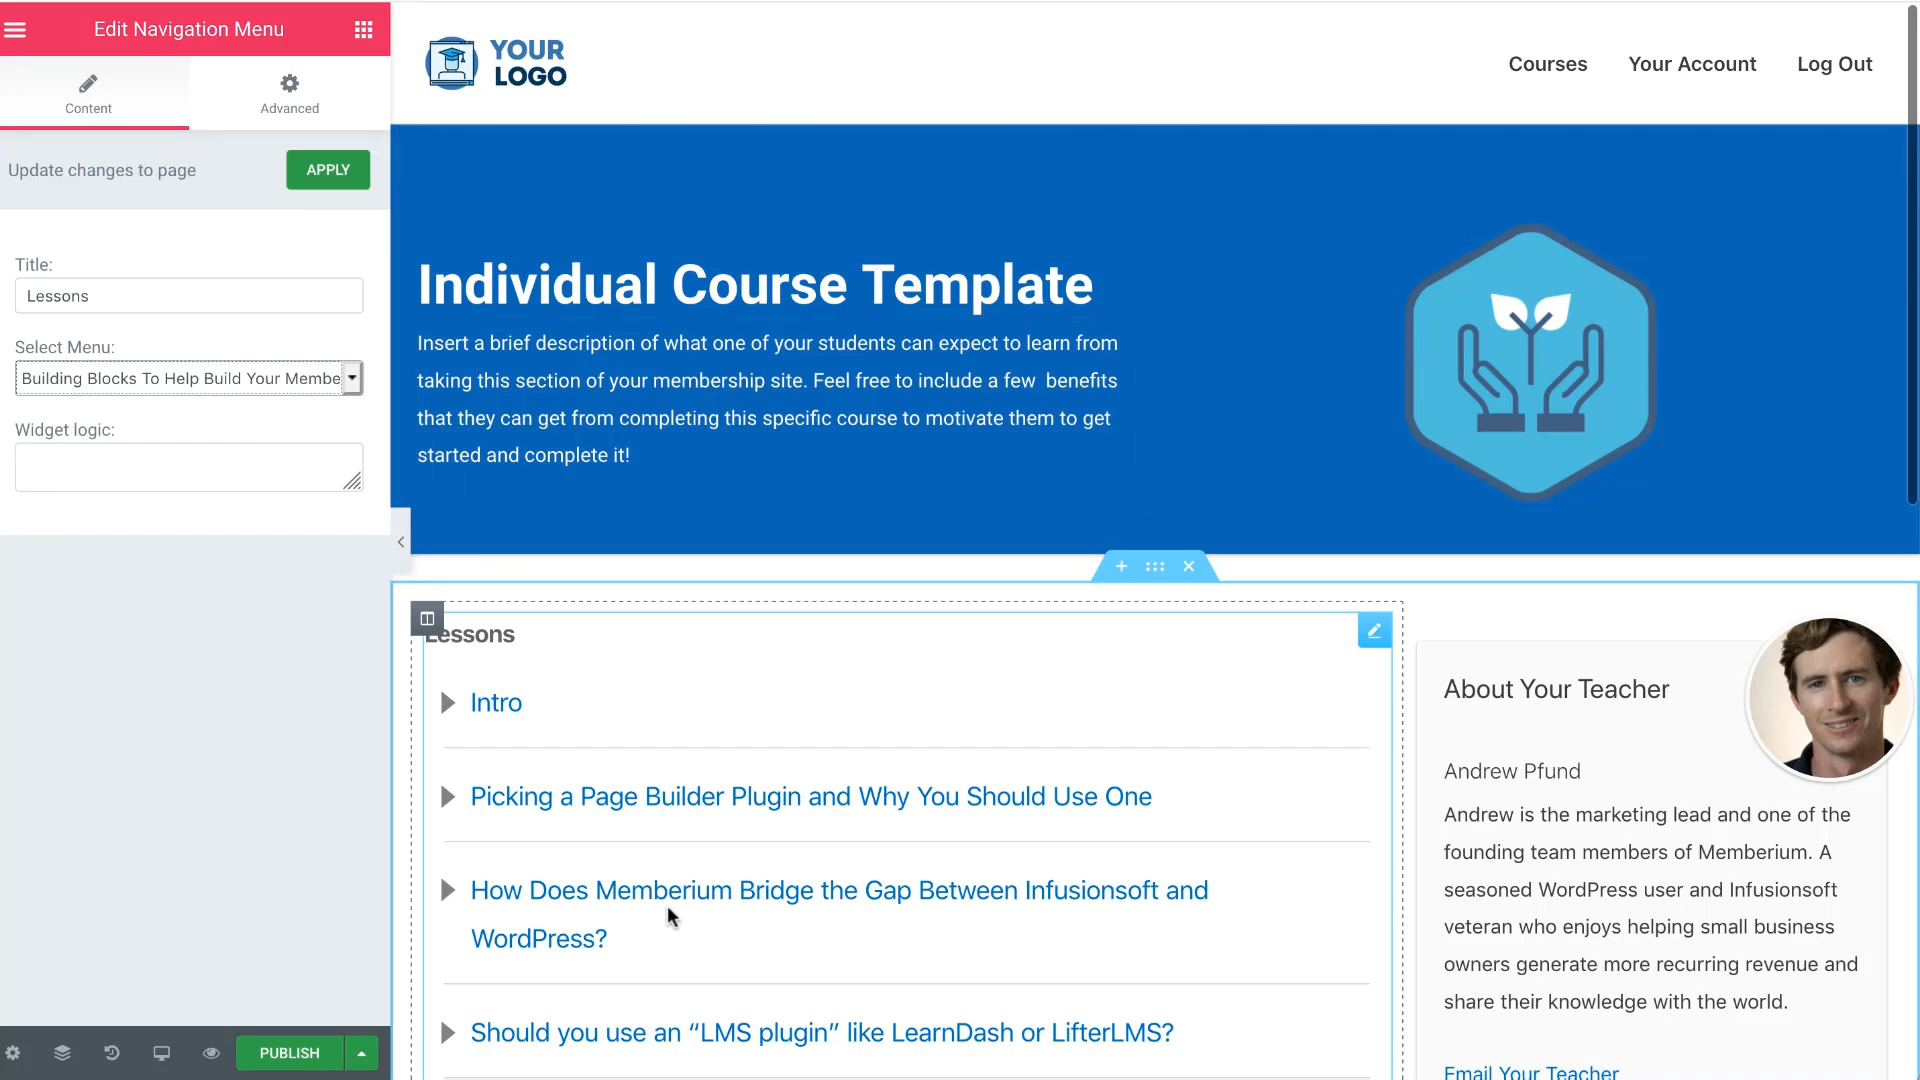 Edit Navigation Menu
Content
Advanced
Update changes to page
APPLY
Title:
Lessons
Select Menu:
Building Blocks To Help Build Your Membe
Widget logic:
PUBLISH
YOUR
LOGO
Courses
Your Account
Log Out
Individual Course Template
Insert a brief description of what one of your students can expect to learn from
taking this section of your membership site. Feel free to include a few benefits
that they can get from completing this specific course to motivate them to get
started and complete it!
Lessons
Intro
Picking a Page Builder Plugin and Why You Should Use One
How Does Memberium Bridge the Gap Between Infusionsoft and
WordPress?
Should you use an “LMS plugin” like LearnDash or LifterLMS?
About Your Teacher
Andrew Pfund
Andrew is the marketing lead and one of the
founding team members of Memberium. A
seasoned WordPress user and Infusionsoft
veteran who enjoys helping small business
owners generate more recurring revenue and
share their knowledge with the world.
Email Your Teacher